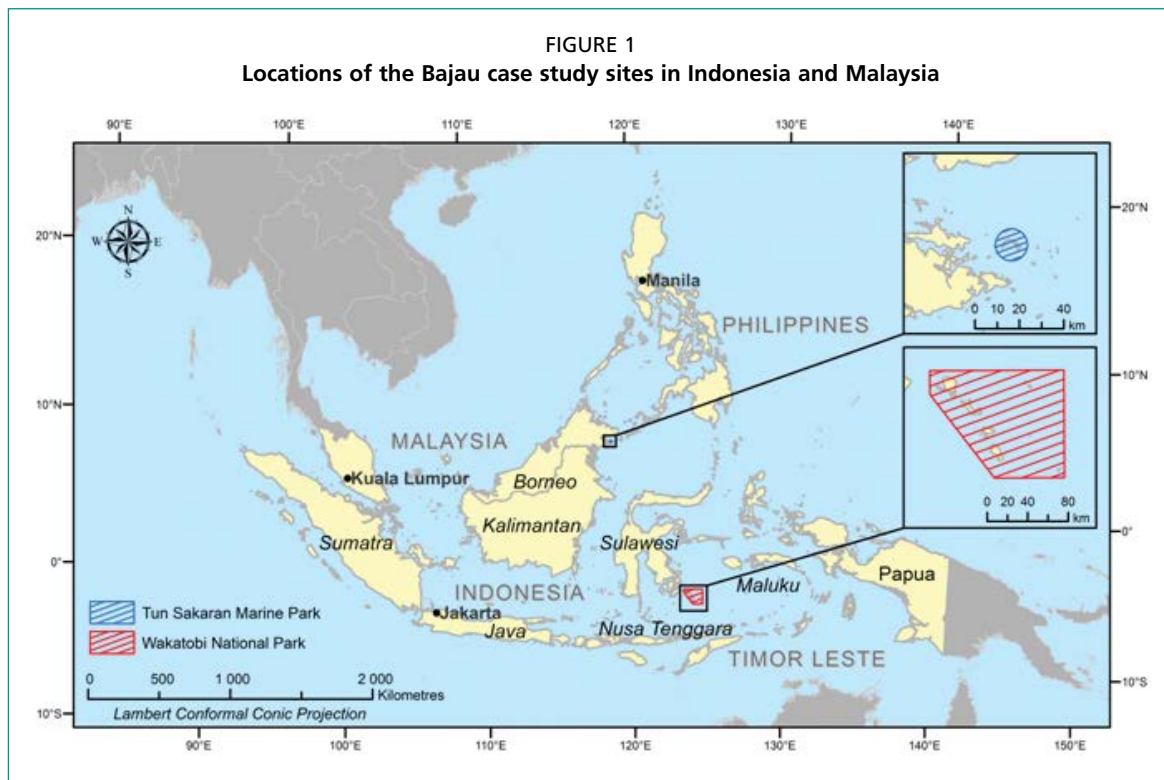 FIGURE 1
Locations of the Bajau case study sites in Indonesia and Malaysia
90°E 100°E 110°E 120°E 130°E 140°E
N
W E
S
20°N 20°N
0 10 20 40
km
Manila
PHILIPPINES
10°N 10°N
MALAYSIA
Kuala Lumpur
Borneo
Kalimantan
0 20 40 80
km
Sumatra
Sulawesi
0° 0°
INDONESIA
Maluku
Papua
Jakarta
Java
Nusa Tenggara
TIMOR LESTE
Tun Sakaran Marine Park
Wakatobi National Park
0 500 1 000 2 000
Kilometres
Lambert Conformal Conic Projection
10°S 10°S
90°E 100°E 110°E 120°E 130°E 140°E 150°E